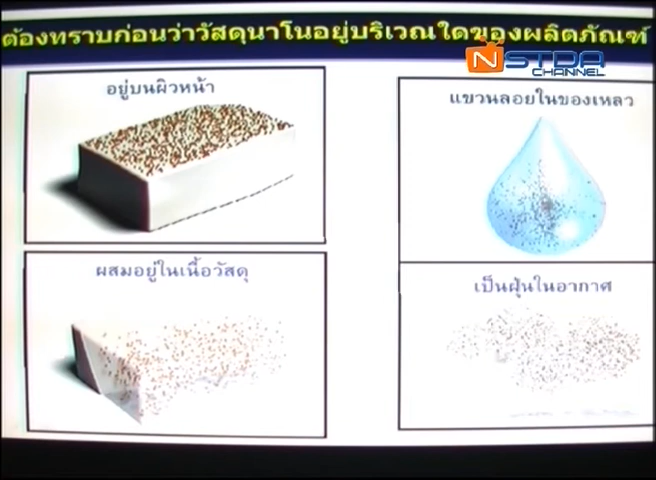 ต้องทราบก่อนว่าวัสดุนาโนอยู่บริเวณใดของผลิตภัณฑ์
NSTDA
CHANNEL
อยู่บนผิวหน้า
แขวนลอยในของเหลว
ผสมอยู่ในเนื้อวัสดุ
เป็นฝุ่นในอากาศ